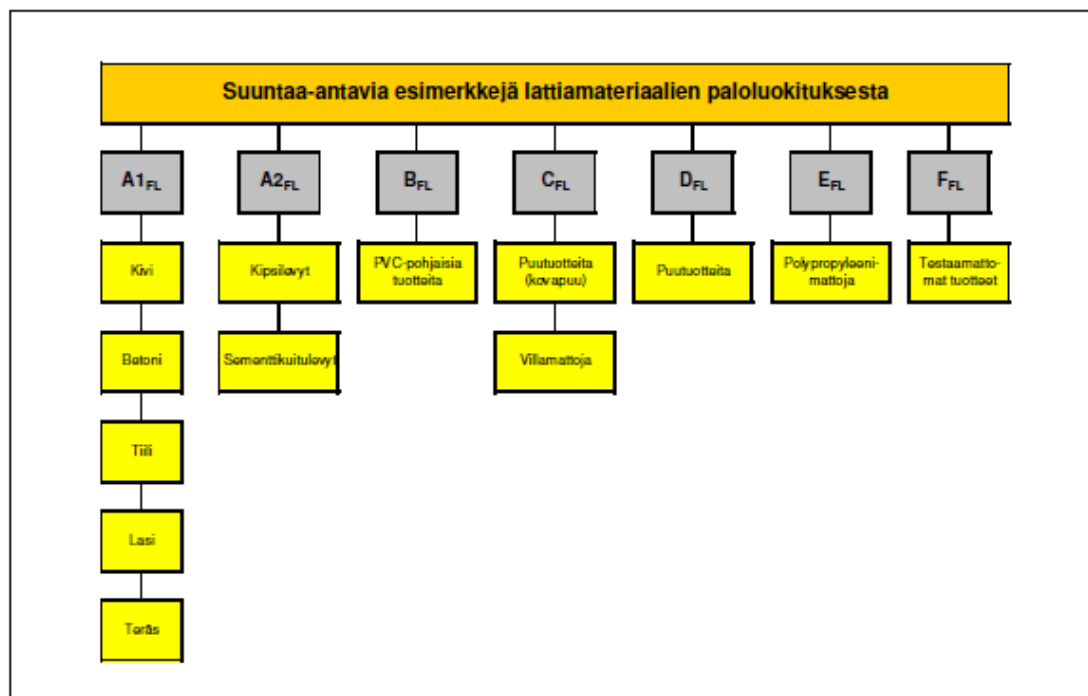 Suuntaa-antavia esimerkkejä lattiamateriaalien paloluokituksesta
A1FL
A2FL
BFL
CFL
DFL
EFL
FFL
Kivi
Kipsilevyt
PVC-pohjaisia
tuotteita
Puutuotteita
(kovapuu)
Puutuotteita
Polypropyleeni-
mattoja
Testaamatto-
mat tuotteet
Betoni
Sementtikuitulevyt
Villamattoja
Tiili
Lasi
Teräs